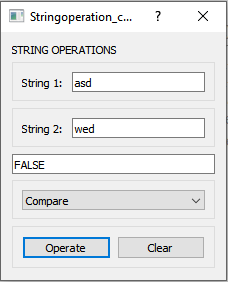 Stringoperation_c...
STRING OPERATIONS
String 1: asd
String 2: wed
FALSE
Compare
Operate Clear